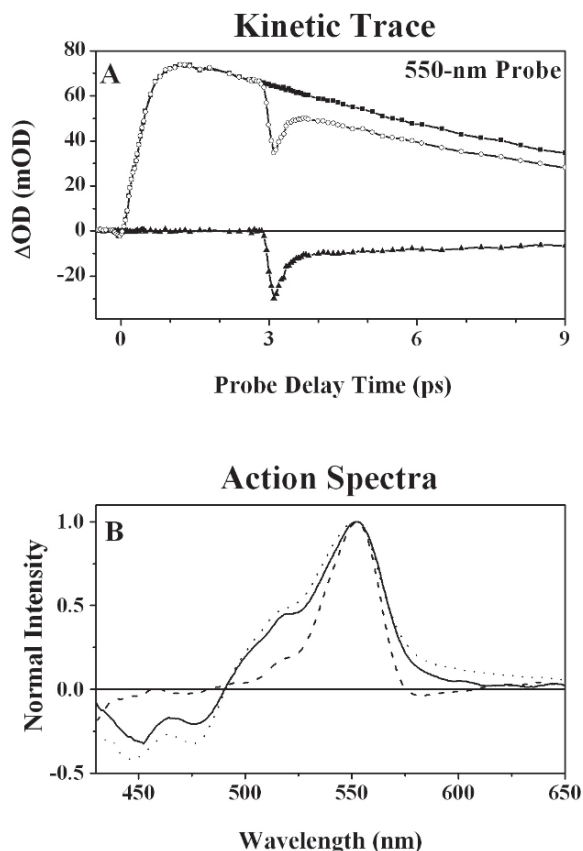 Kinetic Trace
A
550-nm Probe
80
60
40
20
0
-20
ΔOD (mOD)
0 3 6 9
Probe Delay Time (ps)
Action Spectra
B
1.0
0.5
0.0
-0.5
Normal Intensity
450 500 550 600 650
Wavelength (nm)